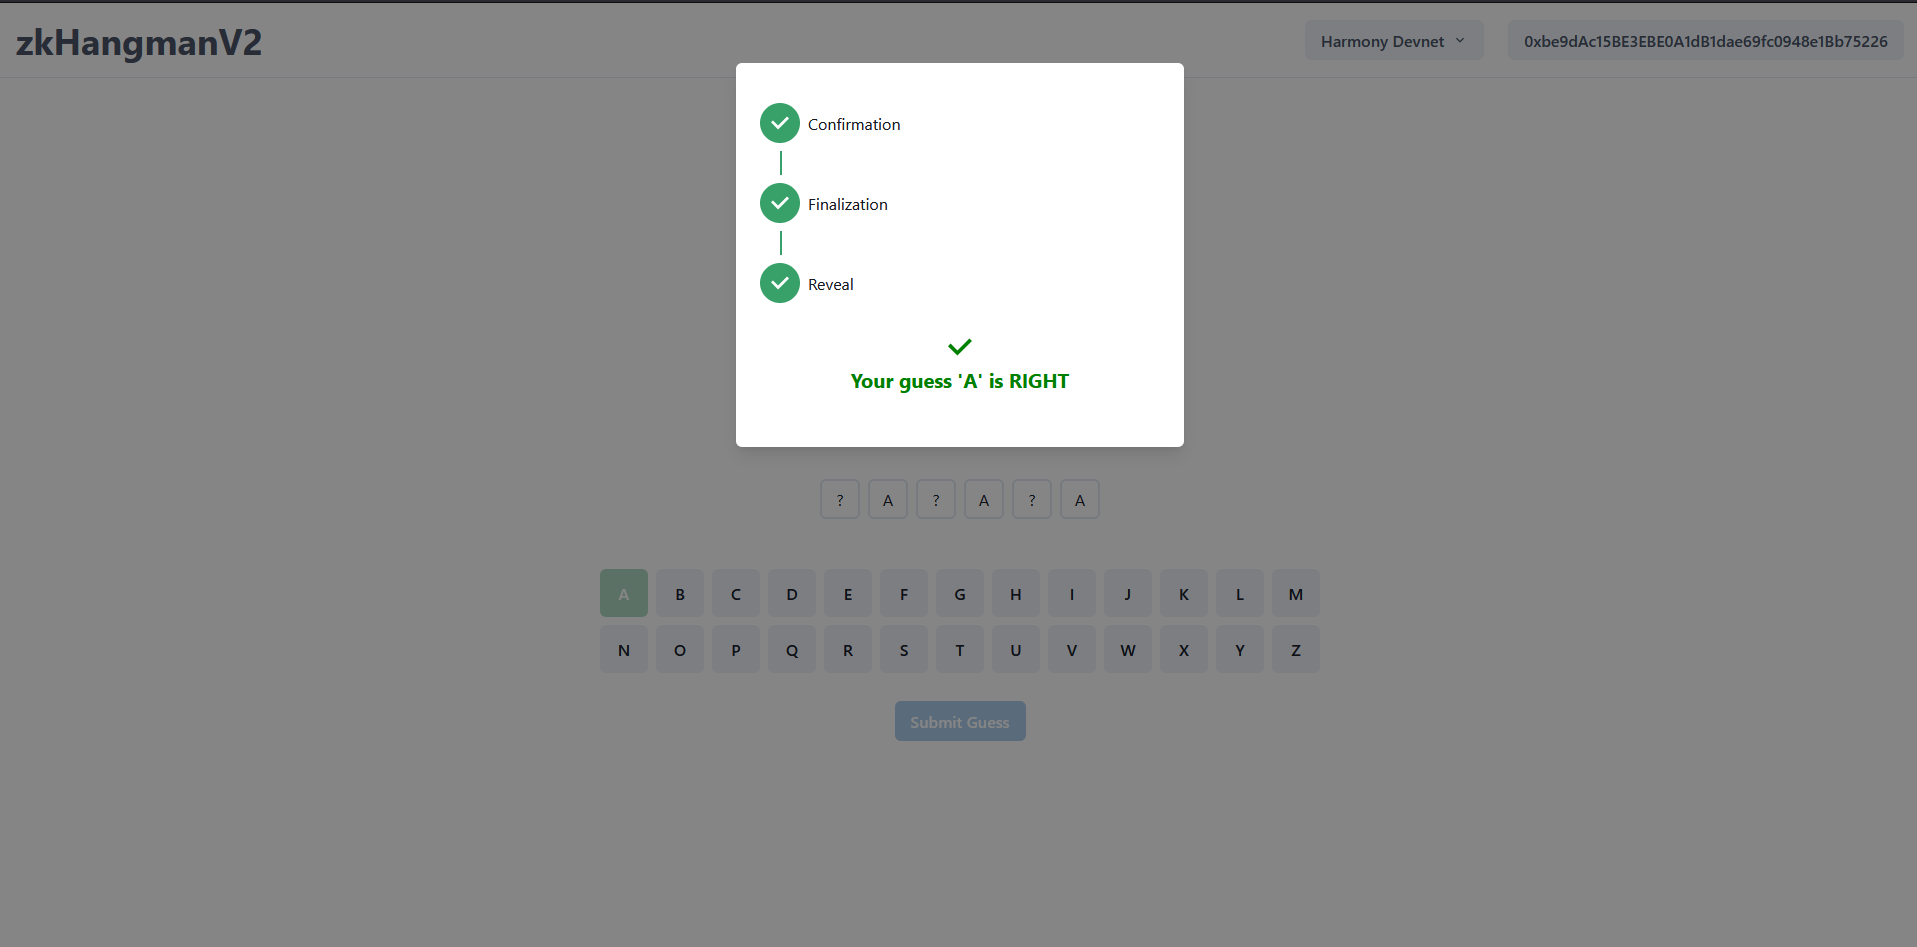 zkHangmanV2
Harmony Devnet
0xbe9dAc15BE3EBE0A1dB1dae69fc0948e1Bb75226
Confirmation
Finalization
Reveal
Your guess 'A' is RIGHT
? A ? A ? A
A B C D E F G H I J K L M
N O P Q R S T U V W X Y Z
Submit Guess